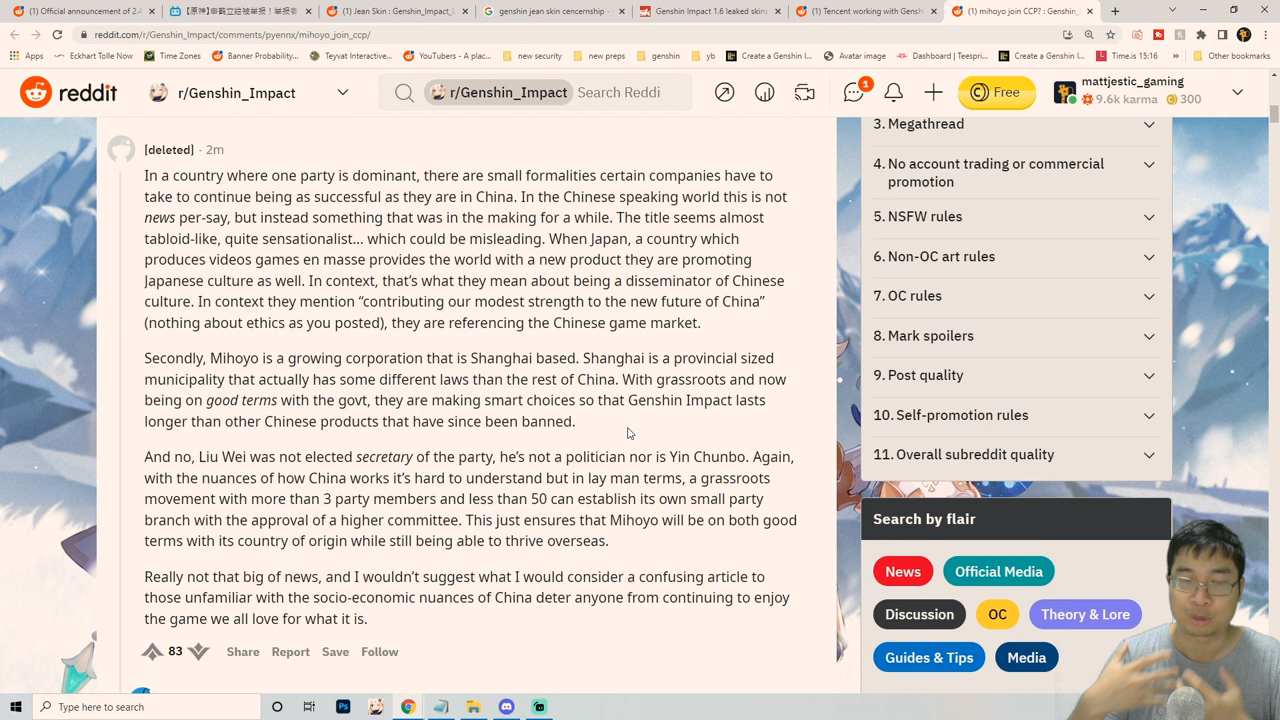 (1) Official announcement of 2.4
【原神】申鹤立绘被举报！举报者
(1) Jean Skin : Genshin_Impact_L
genshin jean skin cencernship -
Genshin Impact 1.6 leaked skins
(1) Tencent working with Genshin
(1) mihoyo join CCP? : Genshin_
reddit.com/r/Genshin_Impact/comments/pyennx/mihoyo_join_ccp/
Apps
Eckhart Tolle Now
Time Zones
Banner Probability...
Teyvat Interactive...
YouTubers - A plac...
new security
new preps
genshin
yb
Create a Genshin I...
Avatar image
Dashboard | Teespri...
Create a Genshin I...
Time.is 15:16
»
Other bookmarks
reddit
r/Genshin_Impact
r/Genshin_Impact
Search Reddi
1
Free
mattjestic_gaming
9.6k karma
300
[deleted] · 2m
In a country where one party is dominant, there are small formalities certain companies have to
take to continue being as successful as they are in China. In the Chinese speaking world this is not
news per-say, but instead something that was in the making for a while. The title seems almost
tabloid-like, quite sensationalist... which could be misleading. When Japan, a country which
produces videos games en masse provides the world with a new product they are promoting
Japanese culture as well. In context, that's what they mean about being a disseminator of Chinese
culture. In context they mention “contributing our modest strength to the new future of China”
(nothing about ethics as you posted), they are referencing the Chinese game market.
Secondly, Mihoyo is a growing corporation that is Shanghai based. Shanghai is a provincial sized
municipality that actually has some different laws than the rest of China. With grassroots and now
being on good terms with the govt, they are making smart choices so that Genshin Impact lasts
longer than other Chinese products that have since been banned.
And no, Liu Wei was not elected secretary of the party, he's not a politician nor is Yin Chunbo. Again,
with the nuances of how China works it's hard to understand but in lay man terms, a grassroots
movement with more than 3 party members and less than 50 can establish its own small party
branch with the approval of a higher committee. This just ensures that Mihoyo will be on both good
terms with its country of origin while still being able to thrive overseas.
Really not that big of news, and I wouldn't suggest what I would consider a confusing article to
those unfamiliar with the socio-economic nuances of China deter anyone from continuing to enjoy
the game we all love for what it is.
83
Share
Report
Save
Follow
3. Megathread
4. No account trading or commercial
promotion
5. NSFW rules
6. Non-OC art rules
7. OC rules
8. Mark spoilers
9. Post quality
10. Self-promotion rules
11. Overall subreddit quality
Search by flair
News
Official Media
Discussion
OC
Theory & Lore
Guides & Tips
Media
Type here to search